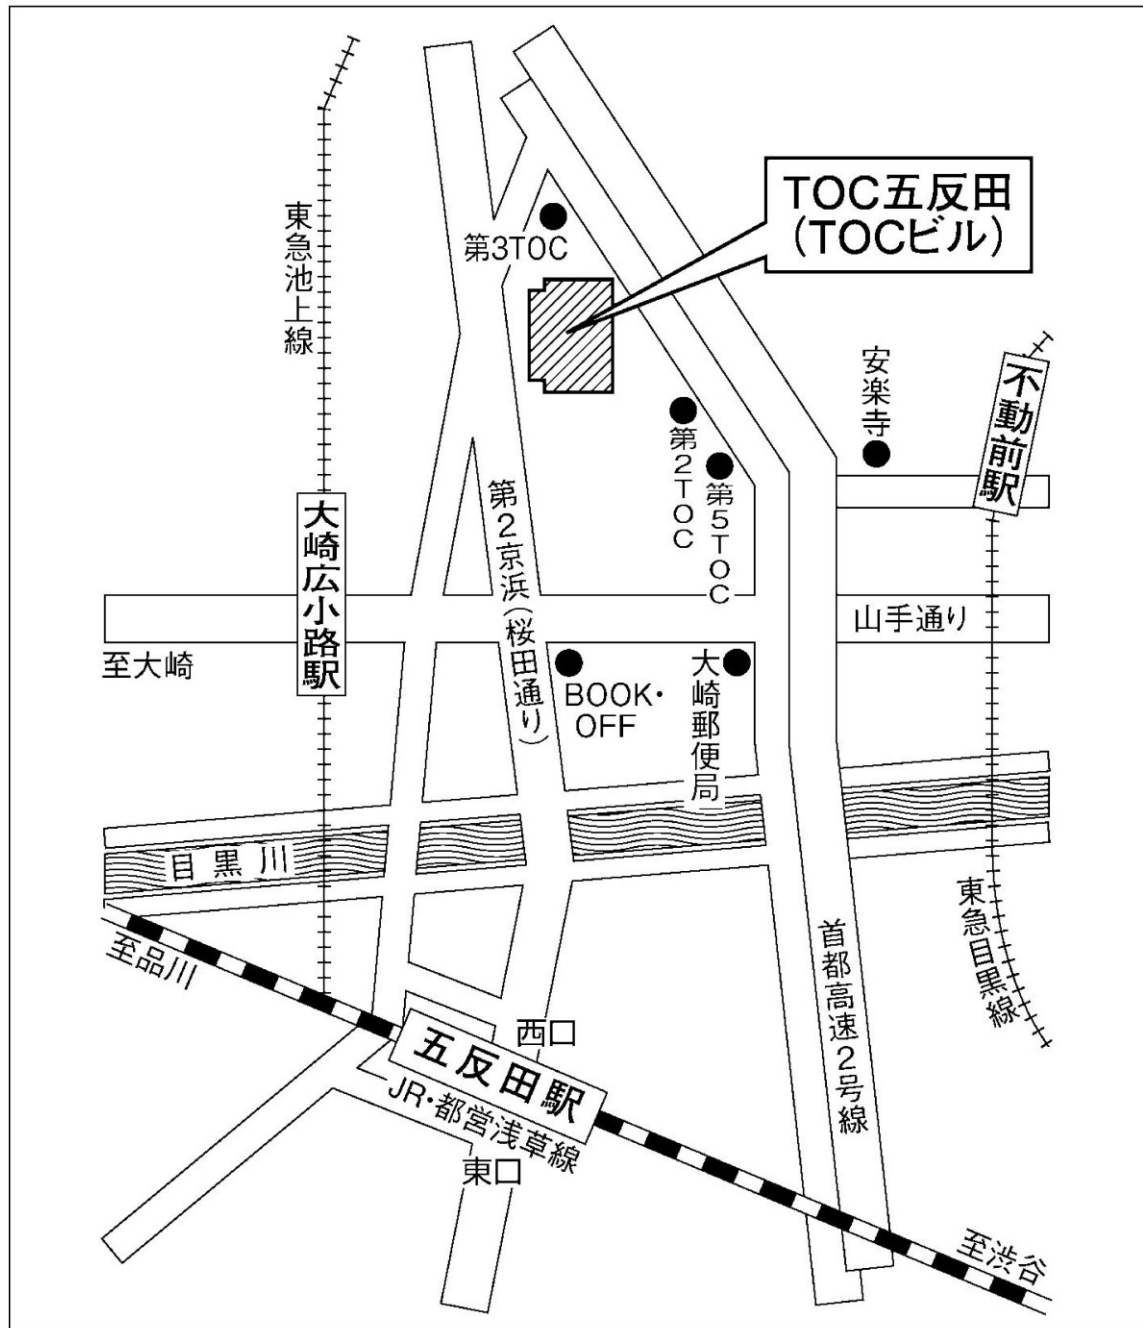 TOC五反田
(TOCビル)
第3TOC
東急池上線
安楽寺
不動前駅
第2TOC
第5TOC
第2京浜(桜田通り)
大崎広小路駅
山手通り
至大崎
BOOK・
OFF
大崎郵便局
目黒川
東急目黒線
首都高速2号線
至品川
西口
五反田駅
JR・都営浅草線
東口
至渋谷